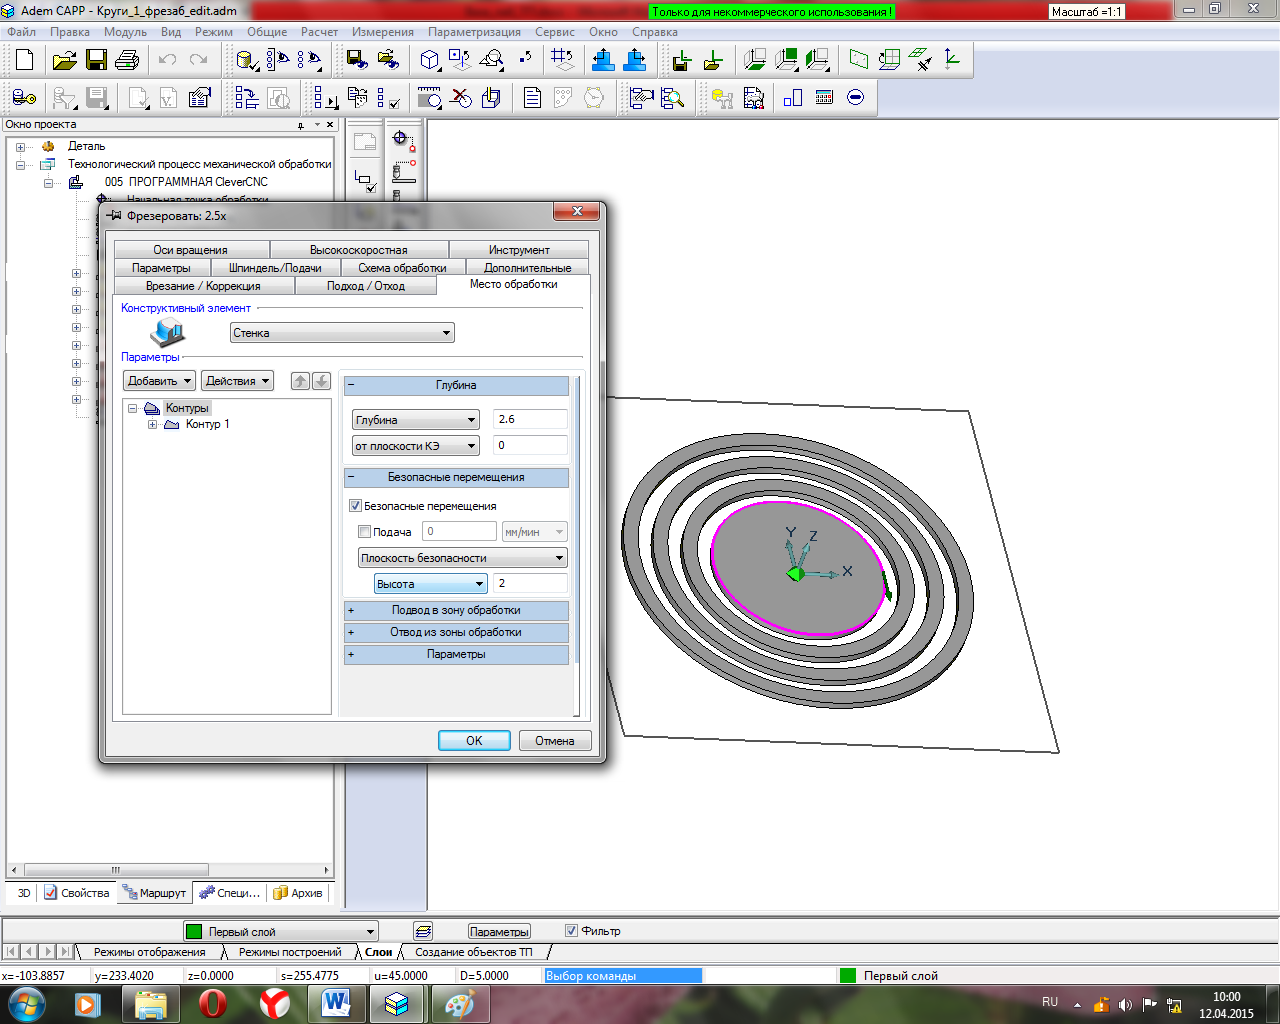 Adem CAPP - Круги_1_фрезаб_edit.adm
Только для некоммерческого использования !
Масштаб =1:1
Файл Правка Модуль Вид Режим Общие Расчет Измерения Параметризация Сервис Окно Справка
Окно проекта
Деталь
Технологический процесс механической обработки
005 ПРОГРАММНАЯ CleverCNC
Начальная точка обработки
Фрезеровать: 2.5x
Оси вращения Высокоскоростная Инструмент
Параметры Шпиндель/Подачи Схема обработки Дополнительные
Врезание / Коррекция Подход / Отход Место обработки
Конструктивный элемент
Стенка
Параметры
Добавить Действия
Контуры
Контур 1
Глубина
Глубина 2.6
от плоскости КЭ 0
Безопасные перемещения
Безопасные перемещения
Подача 0 мм/мин
Плоскость безопасности
Высота 2
Подвод в зону обработки
Отвод из зоны обработки
Параметры
OK Отмена
Y Z X
3D Свойства Маршрут Специ... Архив
Первый слой Параметры Фильтр
Режимы отображения Режимы построений Слои Создание объектов ТП
x=-103.8857 y=233.4020 z=0.0000 s=255.4775 u=45.0000 D=5.0000 Выбор команды Первый слой
RU 10:00
12.04.2015